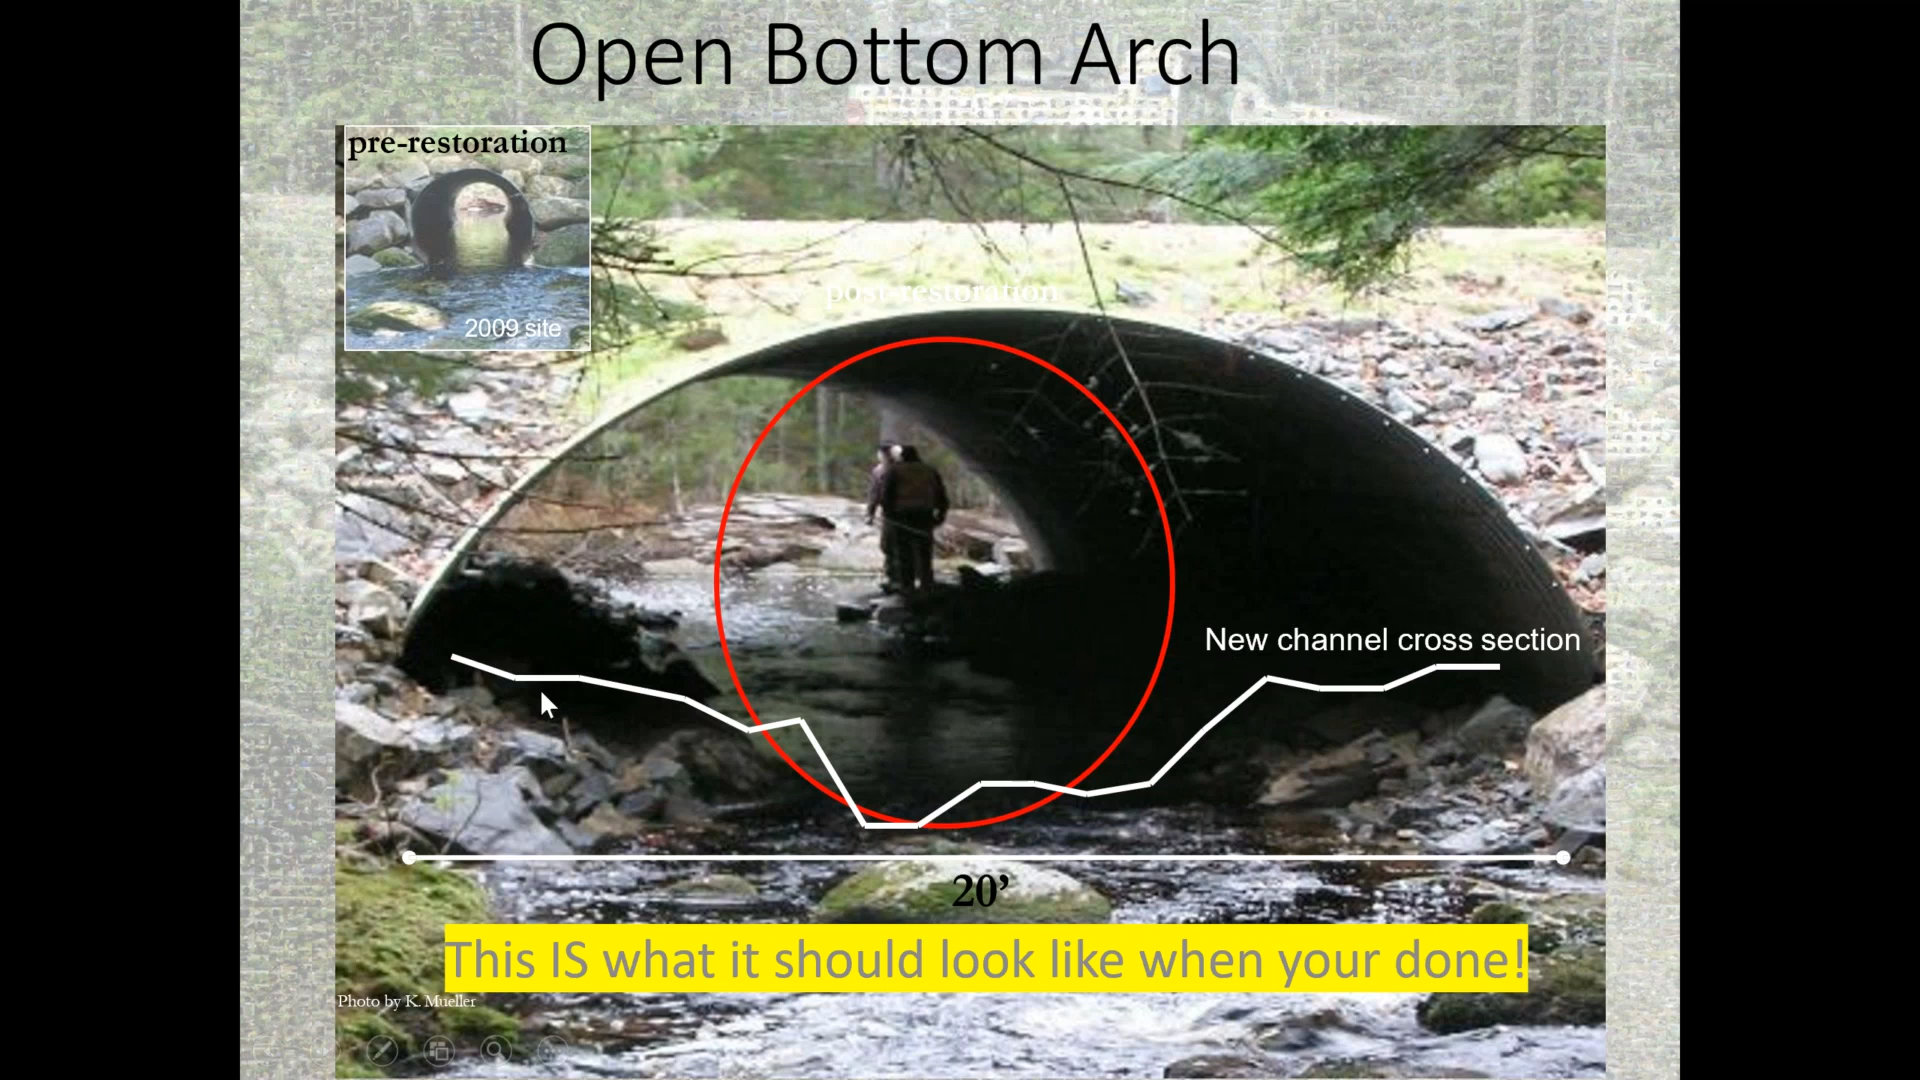 Open Bottom Arch
pre-restoration
2009 site
post-restoration
New channel cross section
20’
This IS what it should look like when your done!
Photo by K. Mueller